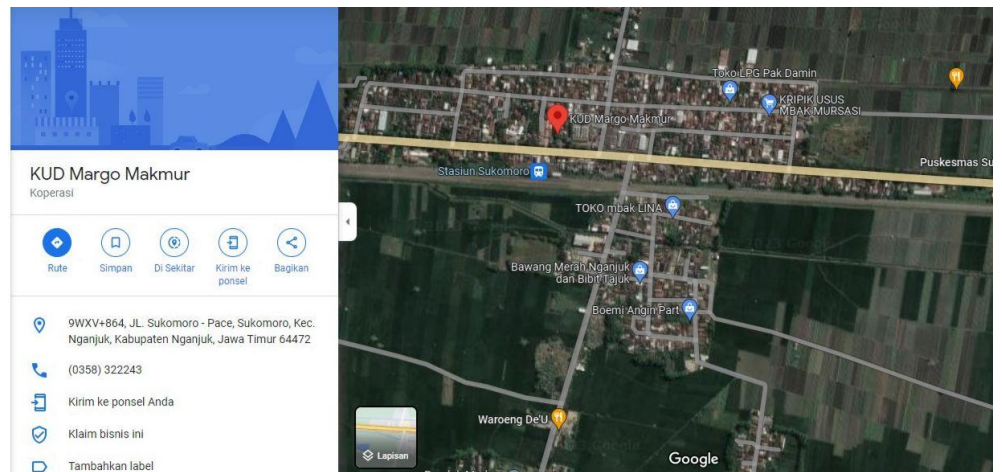 KUD Margo Makmur
Koperasi
Rute
Simpan
Di Sekitar
Kirim ke
ponsel
Bagikan
9WXV+864, JL. Sukomoro - Pace, Sukomoro, Kec.
Nganjuk, Kabupaten Nganjuk, Jawa Timur 64472
(0358) 322243
Kirim ke ponsel Anda
Klaim bisnis ini
Tambahkan label
Toko LPG Pak Damin
KRIPIK USUS
MBAK MURSASI
KUD Margo Makmur
Puskesmas Su
Stasiun Sukomoro
TOKO mbak LINA
Bawang Merah Nganjuk
dan Bibit Tajuk
Boemi Angin Part
Waroeng De'U
Lapisan
Google